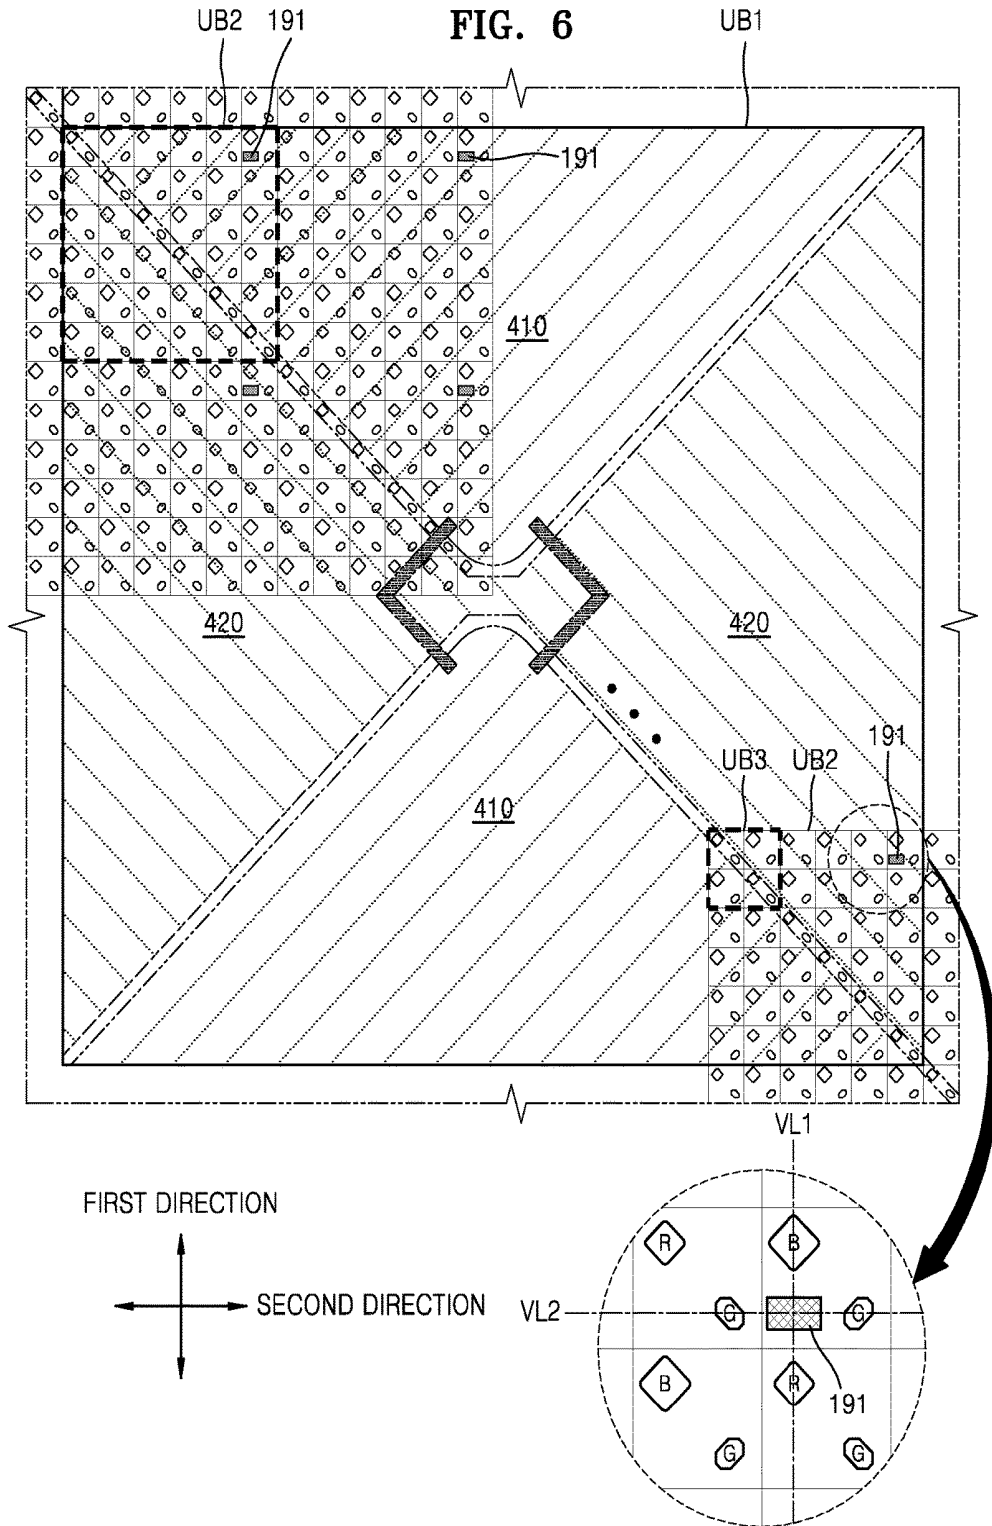 FIG. 6
UB2 191 UB1
191
410
420 420
191
UB3 UB2
410
VL1
FIRST DIRECTION
SECOND DIRECTION
R B
VL2 G G
B R
191
G G